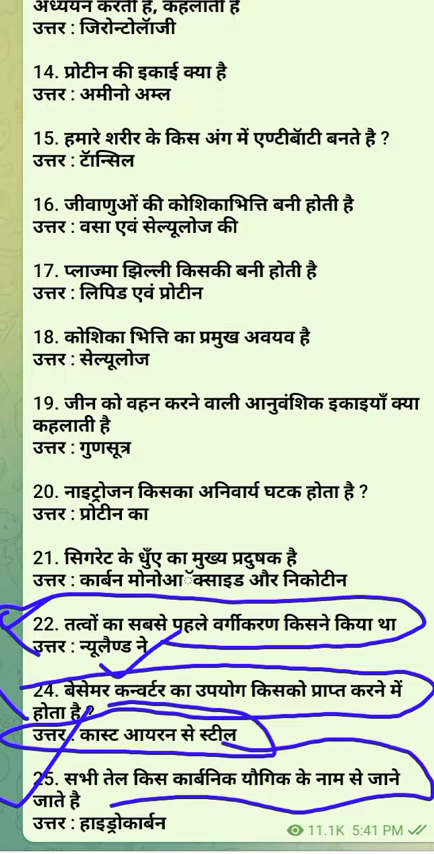 अध्ययन करती है, कहलाती है
उत्तर : जिरोन्टोलॅाजी
14. प्रोटीन की इकाई क्या है
उत्तर : अमीनो अम्ल
15. हमारे शरीर के किस अंग में एण्टीबॅाटी बनते है ?
उत्तर : टॅान्सिल
16. जीवाणुओं की कोशिकाभित्ति बनी होती है
उत्तर : वसा एवं सेल्यूलोज की
17. प्लाज्मा झिल्ली किसकी बनी होती है
उत्तर : लिपिड एवं प्रोटीन
18. कोशिका भित्ति का प्रमुख अवयव है
उत्तर : सेल्यूलोज
19. जीन को वहन करने वाली आनुवंशिक इकाइयाँ क्या
कहलाती है
उत्तर : गुणसूत्र
20. नाइट्रोजन किसका अनिवार्य घटक होता है ?
उत्तर : प्रोटीन का
21. सिगरेट के धुँए का मुख्य प्रदुषक है
उत्तर : कार्बन मोनोआॅक्साइड और निकोटीन
22. तत्वों का सबसे पहले वर्गीकरण किसने किया था
उत्तर : न्यूलैण्ड ने
24. बेसेमर कन्वर्टर का उपयोग किसको प्राप्त करने में
होता है ?
उत्तर : कास्ट आयरन से स्टील
25. सभी तेल किस कार्बनिक यौगिक के नाम से जाने
जाते है
उत्तर : हाइड्रोकार्बन
11.1K 5:41 PM